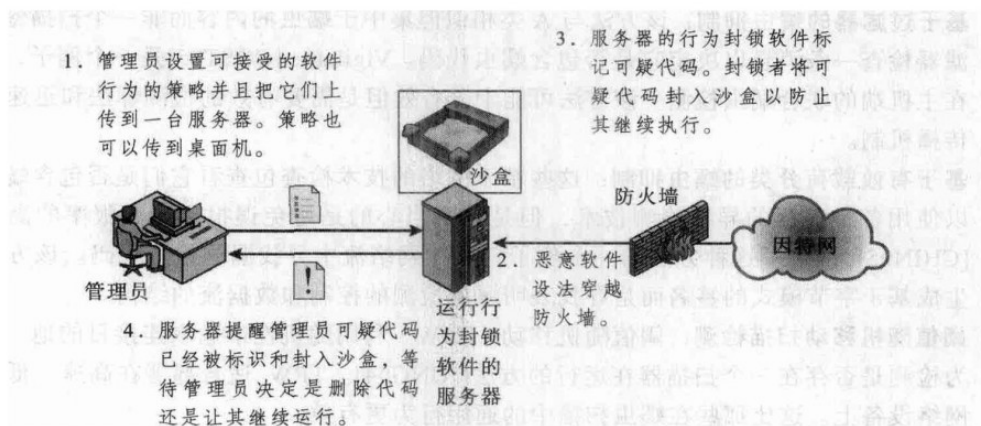 1. 管理员设置可接受的软件
行为的策略并且把它们上
传到一台服务器。策略也
可以传到桌面机。
3. 服务器的行为封锁软件标
记可疑代码。封锁者将可
疑代码封入沙盒以防止
其继续执行。
沙盒
防火墙
因特网
管理员
2. 恶意软件
设法穿越
防火墙。
运行行
为封锁
软件的
服务器
4. 服务器提醒管理员可疑代码
已经被标识和封入沙盒，等
待管理员决定是删除代码
还是让其继续运行。